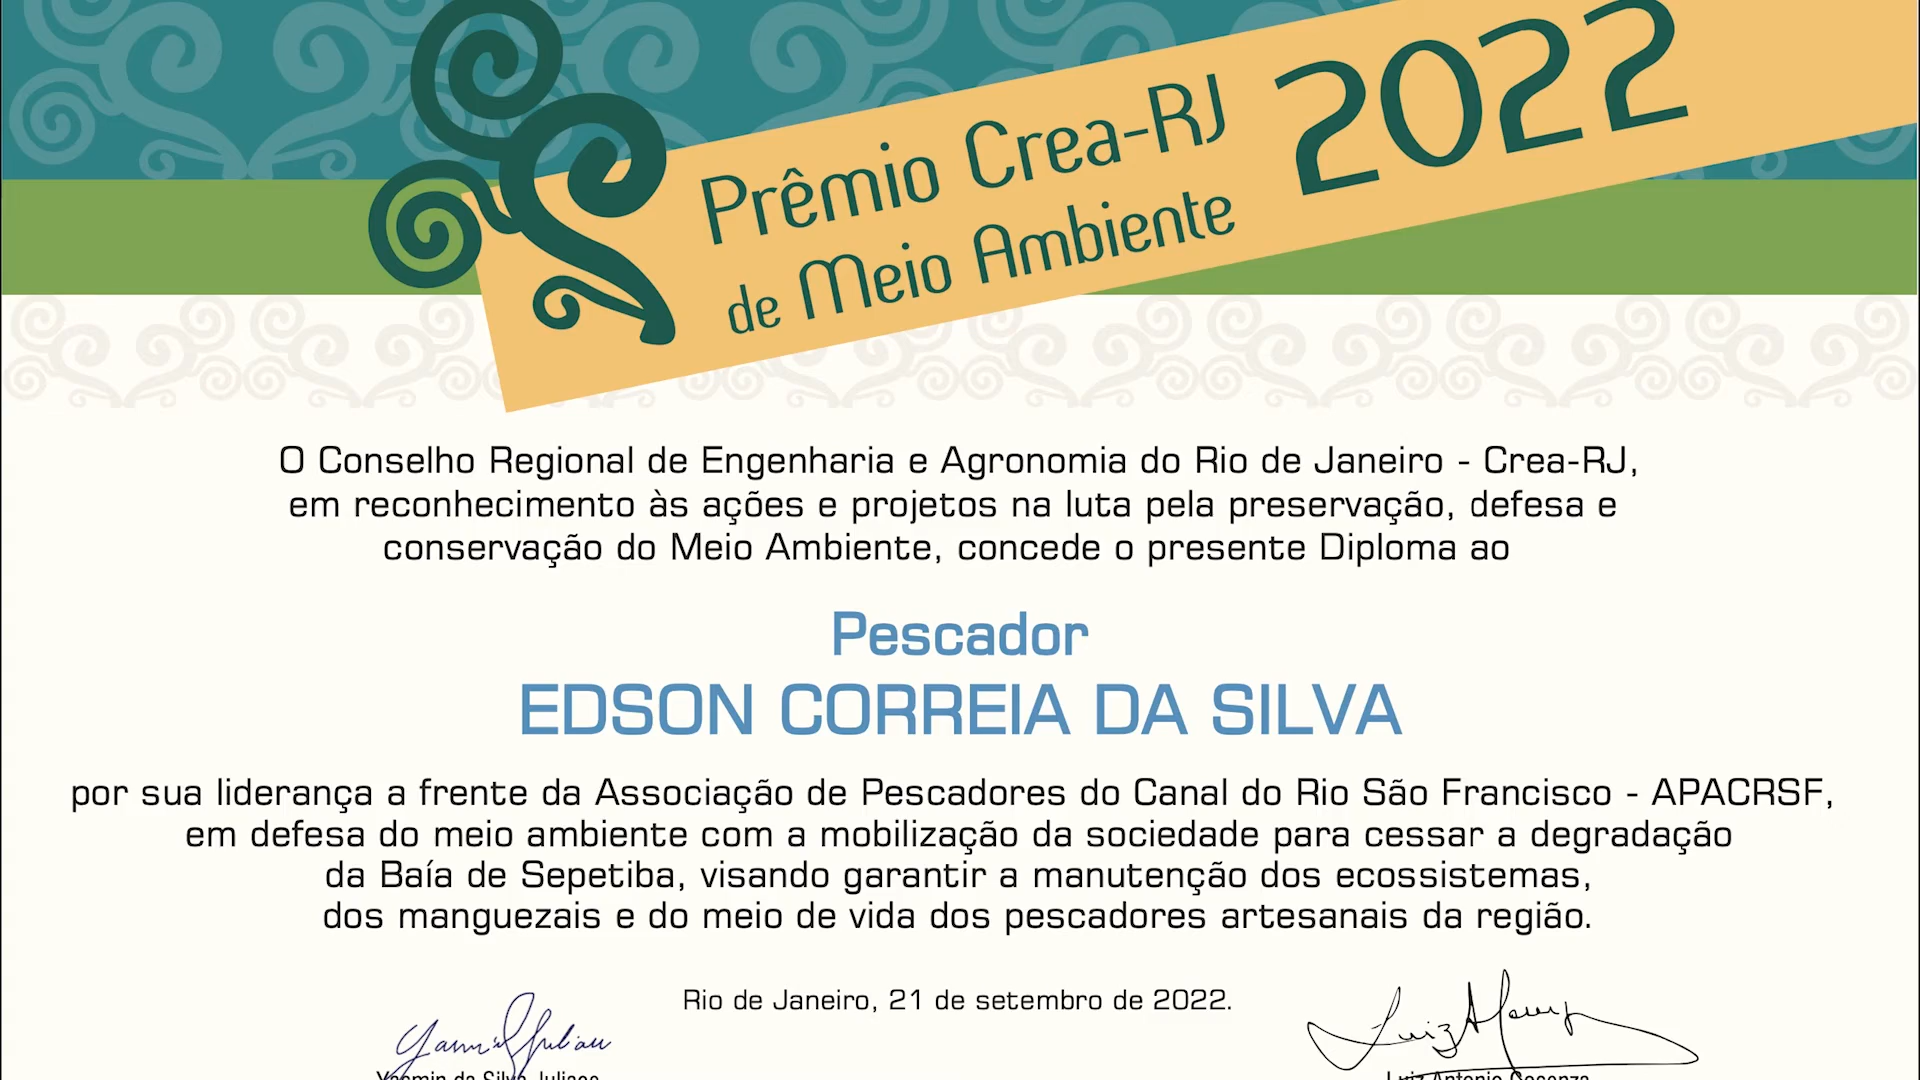 Prêmio Crea-RJ 2022
de Meio Ambiente
O Conselho Regional de Engenharia e Agronomia do Rio de Janeiro - Crea-RJ,
em reconhecimento às ações e projetos na luta pela preservação, defesa e
conservação do Meio Ambiente, concede o presente Diploma ao
Pescador
EDSON CORREIA DA SILVA
por sua liderança a frente da Associação de Pescadores do Canal do Rio São Francisco - APACRSF,
em defesa do meio ambiente com a mobilização da sociedade para cessar a degradação
da Baía de Sepetiba, visando garantir a manutenção dos ecossistemas,
dos manguezais e do meio de vida dos pescadores artesanais da região.
Rio de Janeiro, 21 de setembro de 2022.